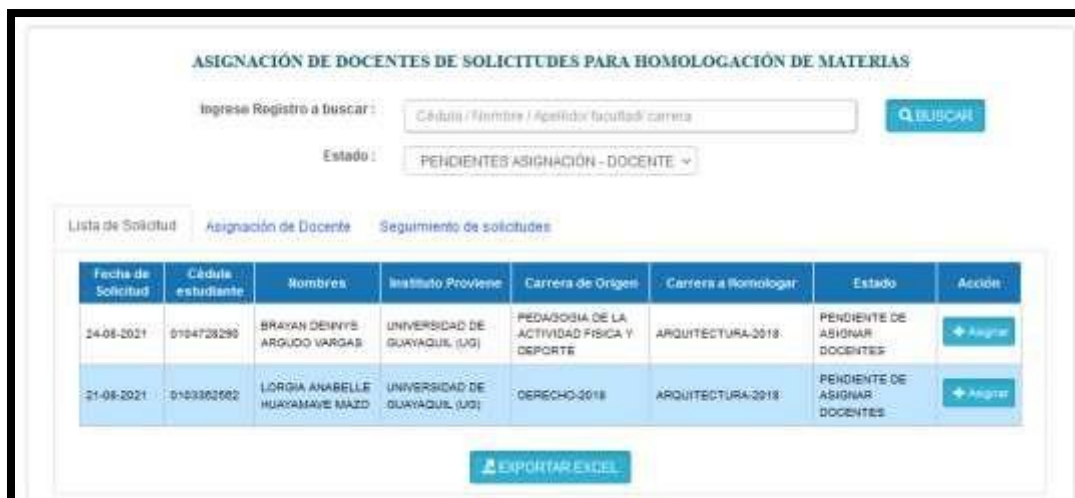 ASIGNACIÓN DE DOCENTES DE SOLICITUDES PARA HOMOLOGACIÓN DE MATERIAS
Ingrese Registro a buscar :
Cédula / Nombre / Apellido/ facultad/ carrera
BUSCAR
Estado :
PENDIENTES ASIGNACIÓN - DOCENTE
Lista de Solicitud Asignación de Docente Seguimiento de solicitudes
Fecha de Solicitud Cédula estudiante Nombres Instituto Proviene Carrera de Origen Carrera a Homologar Estado Acción
24-08-2021 BRAYAN DENNYS ARGUDO VARGAS UNIVERSIDAD DE GUAYAQUIL (UG) PEDAGOGIA DE LA ACTIVIDAD FISICA Y DEPORTE ARQUITECTURA-2018 PENDIENTE DE ASIGNAR DOCENTES Asignar
21-08-2021 LORGIA ANABELLE HUAYAMAVE MAZO UNIVERSIDAD DE GUAYAQUIL (UG) DERECHO-2018 ARQUITECTURA-2018 PENDIENTE DE ASIGNAR DOCENTES Asignar
EXPORTAR EXCEL